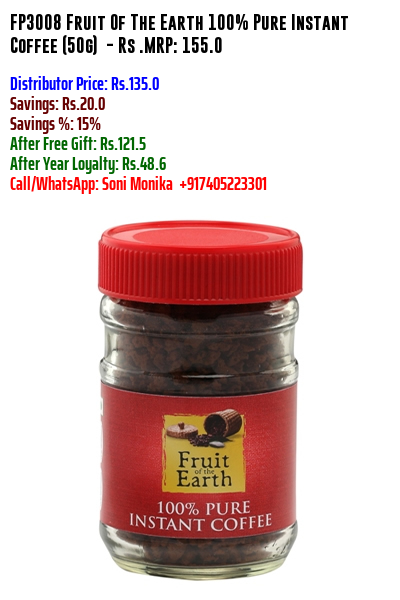 FP3008 Fruit Of The Earth 100% Pure Instant
Coffee (50g) - Rs .MRP: 155.0
Distributor Price: Rs.135.0
Savings: Rs.20.0
Savings %: 15%
After Free Gift: Rs.121.5
After Year Loyalty: Rs.48.6
Call/WhatsApp: Soni Monika +917405223301
Fruit
of the
Earth
100% PURE
INSTANT COFFEE